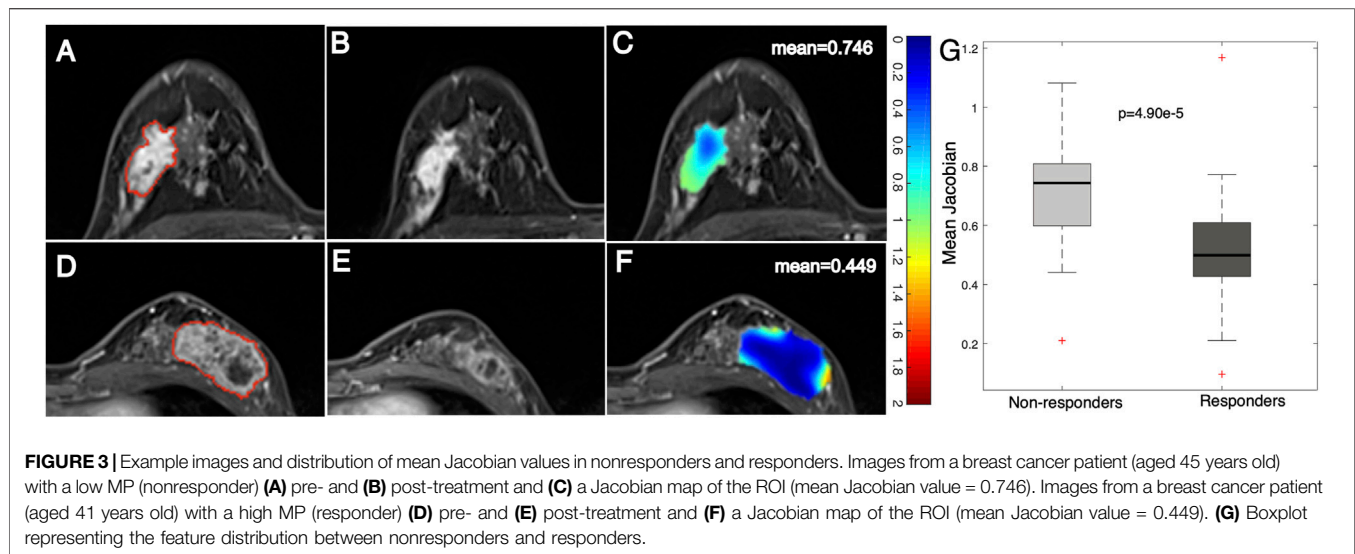 A
B
C
mean=0.746
D
E
F
mean=0.449
0
0.2
0.4
0.6
0.8
1
1.2
1.4
1.6
1.8
2
G
1.2
1
0.8
0.6
0.4
0.2
Mean Jacobian
p=4.90e-5
Non-responders
Responders
FIGURE 3 | Example images and distribution of mean Jacobian values in nonresponders and responders. Images from a breast cancer patient (aged 45 years old)
with a low MP (nonresponder) (A) pre- and (B) post-treatment and (C) a Jacobian map of the ROI (mean Jacobian value = 0.746). Images from a breast cancer patient
(aged 41 years old) with a high MP (responder) (D) pre- and (E) post-treatment and (F) a Jacobian map of the ROI (mean Jacobian value = 0.449). (G) Boxplot
representing the feature distribution between nonresponders and responders.